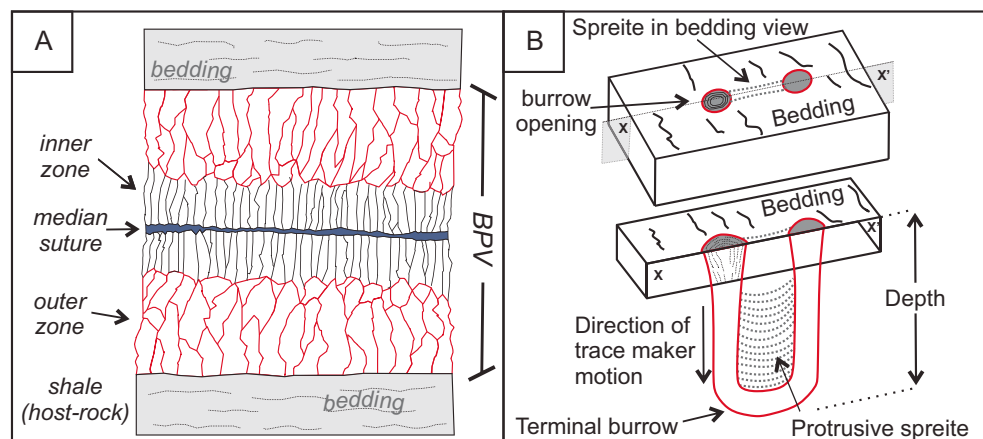 A
bedding
inner
zone
median
suture
outer
zone
shale
(host-rock)
bedding
BPV
B
Spreite in bedding view
burrow
opening
X
X'
Bedding
Bedding
X
X'
Depth
Direction of
trace maker
motion
Terminal burrow
Protrusive spreite